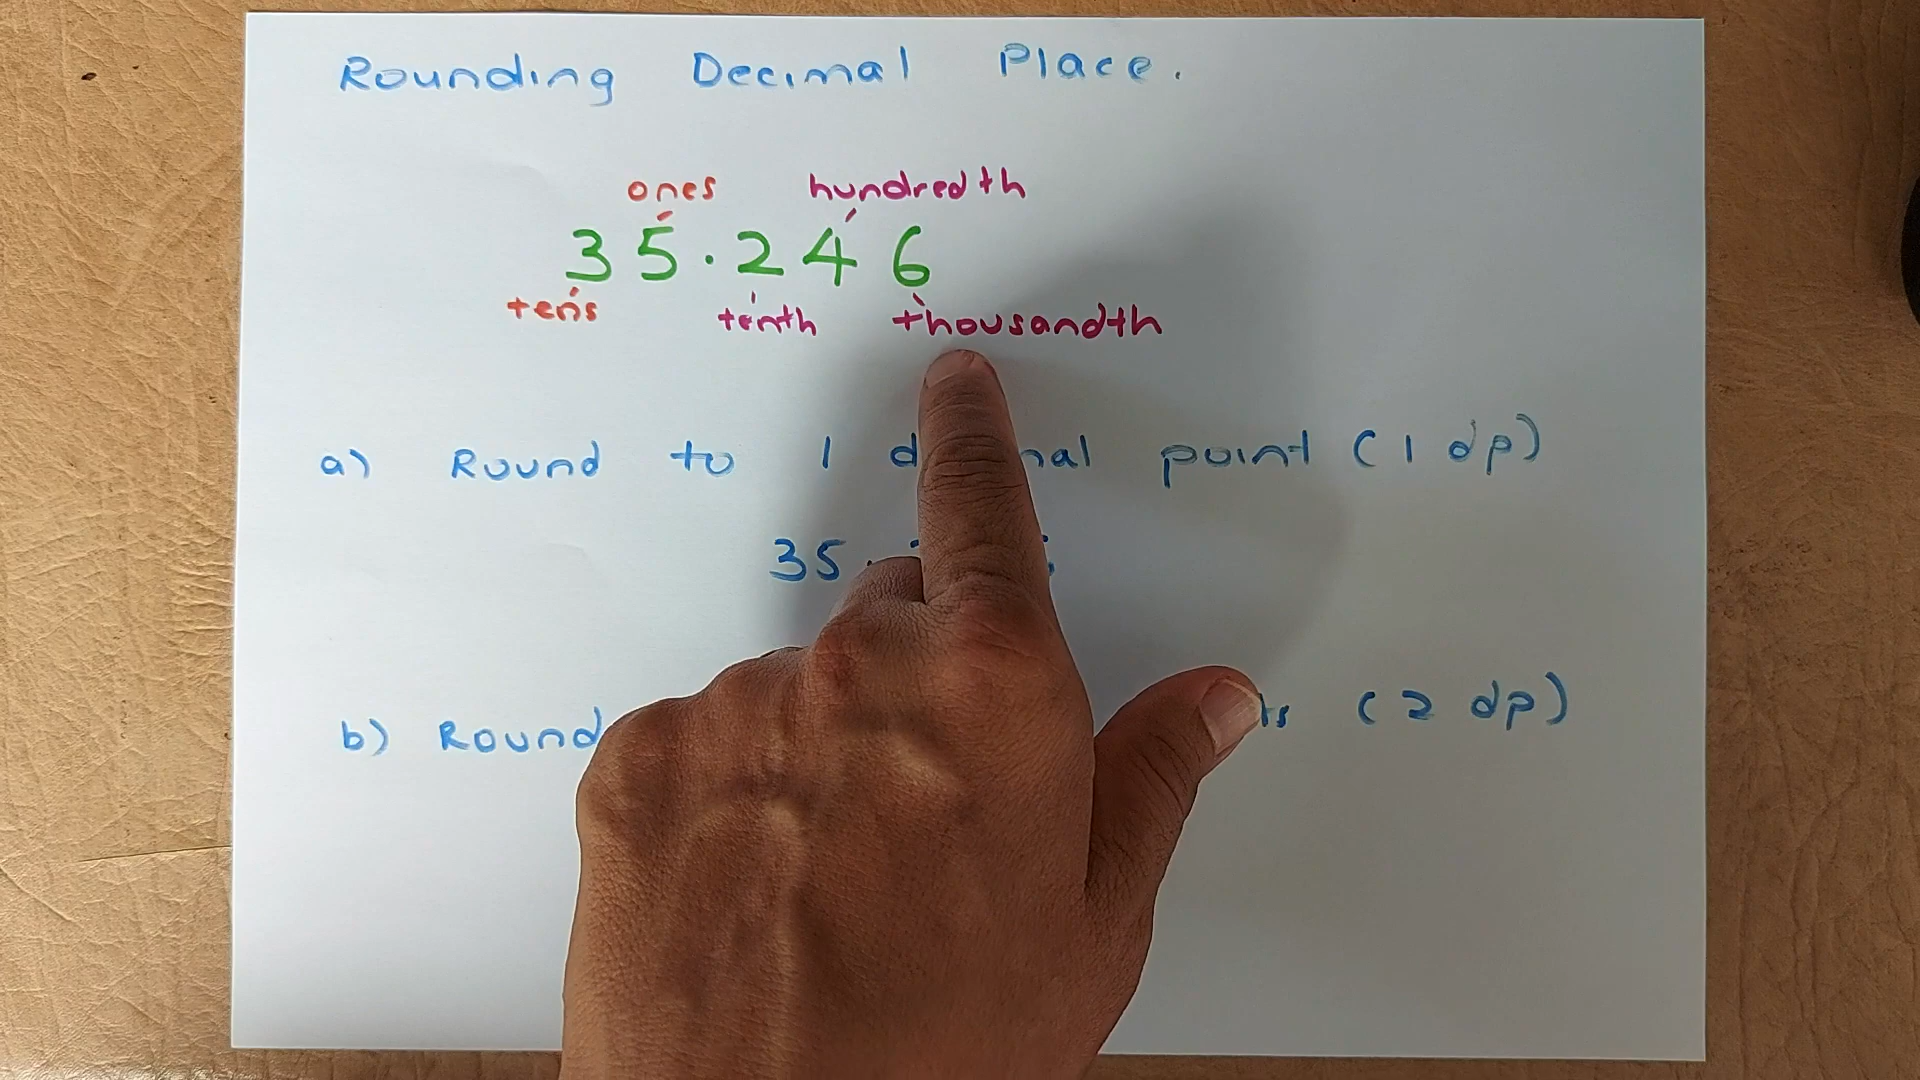 Rounding Decimal Place.
ones hundredth
35.246
tens tenth thousandth
a) Round to 1 point (1 dp)
35.
b) Round (2 dp)